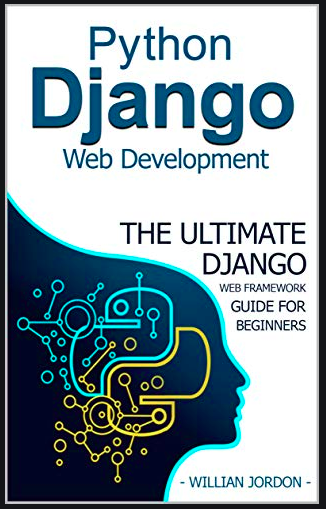 Python
Django
Web Development
THE ULTIMATE
DJANGO
WEB FRAMEWORK
GUIDE FOR
BEGINNERS
- WILLIAN JORDON -